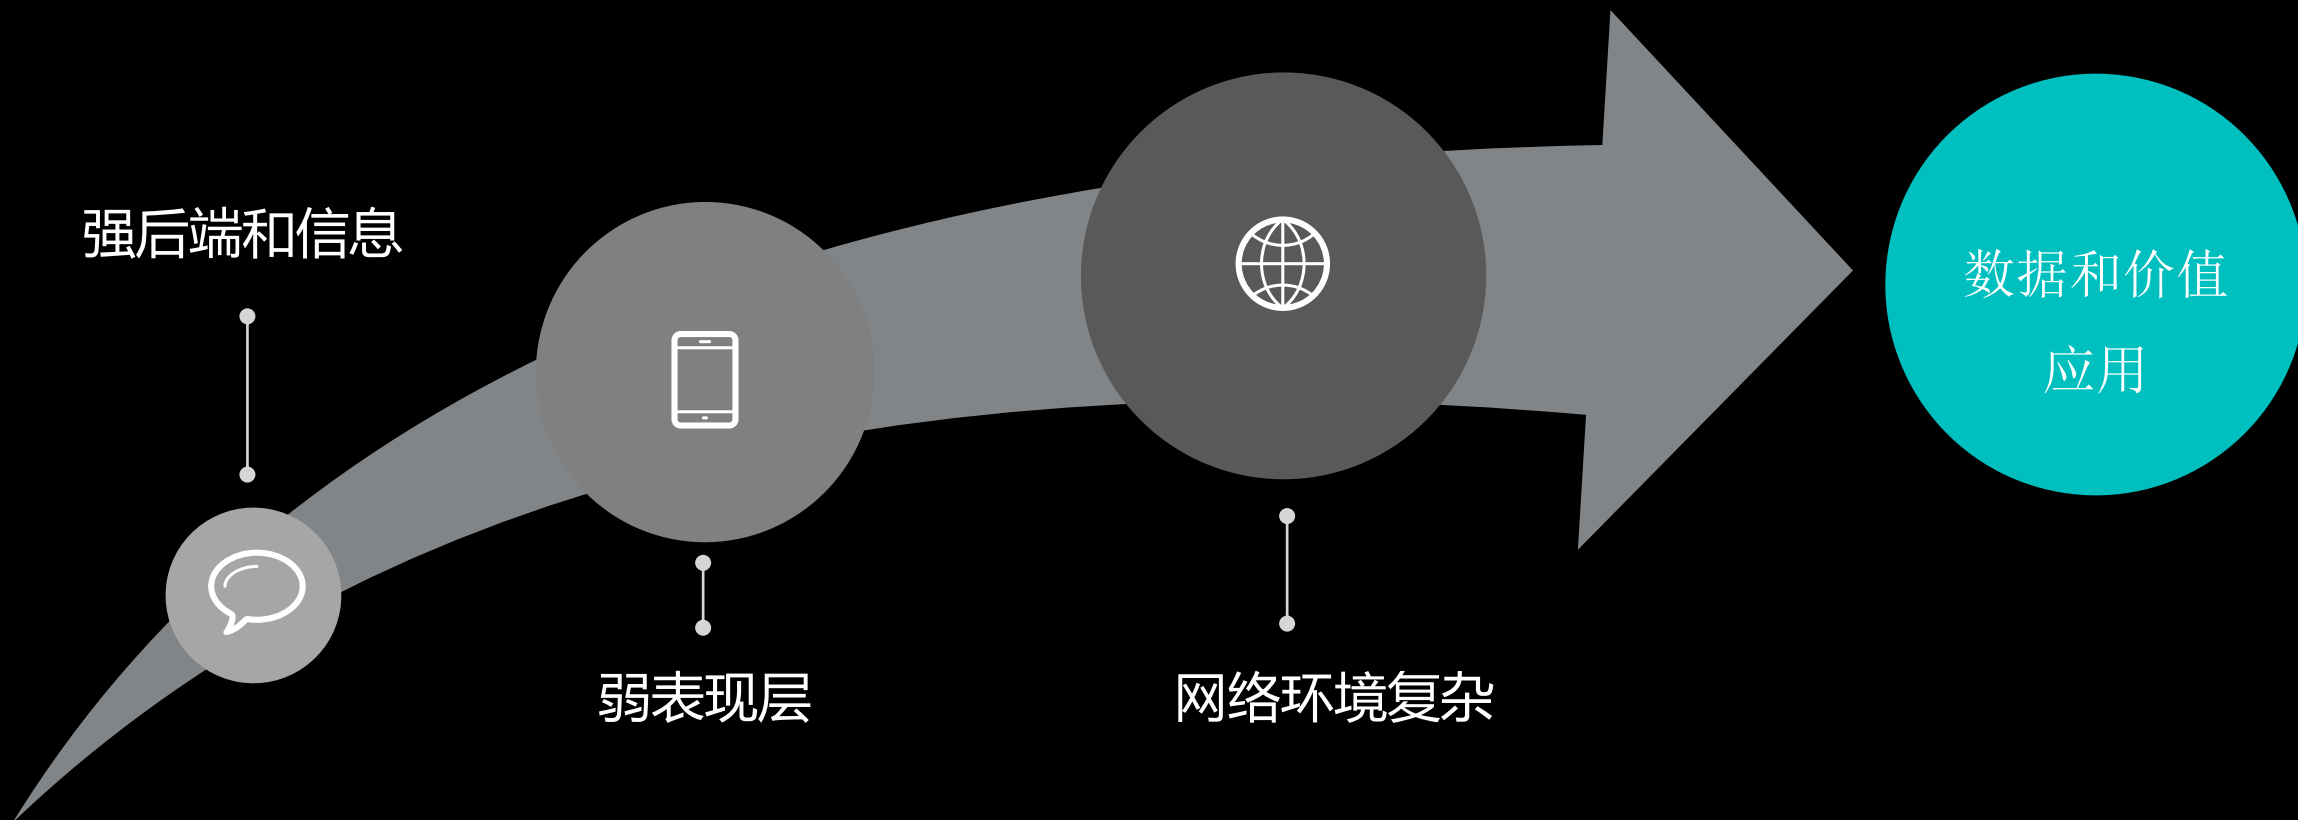 强后端和信息
弱表现层
网络环境复杂
数据和价值
应用